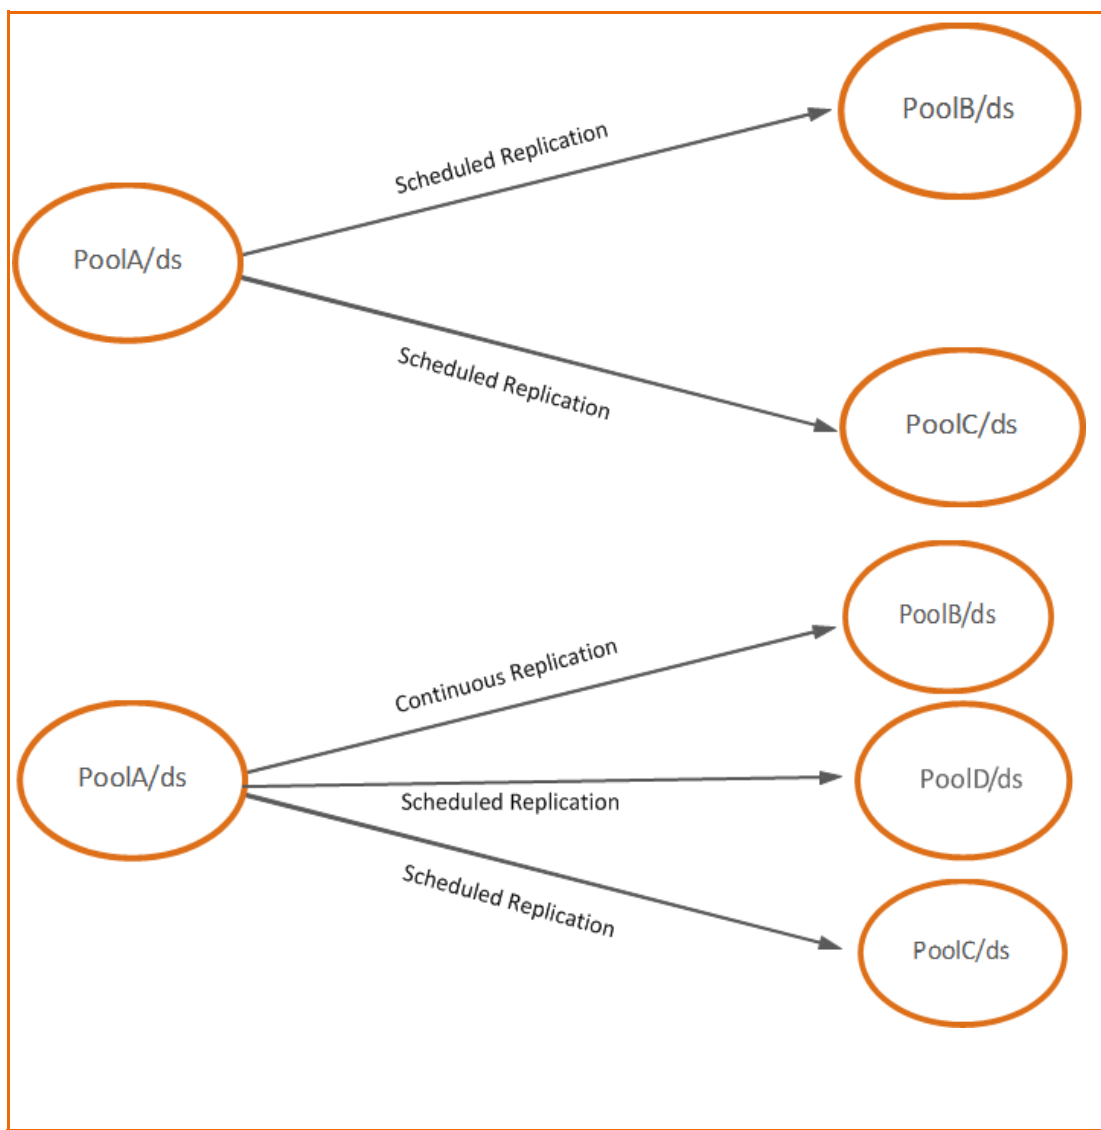 PoolB/ds
Scheduled Replication
PoolA/ds
Scheduled Replication
PoolC/ds
PoolB/ds
Continuous Replication
PoolA/ds
PoolD/ds
Scheduled Replication
Scheduled Replication
PoolC/ds